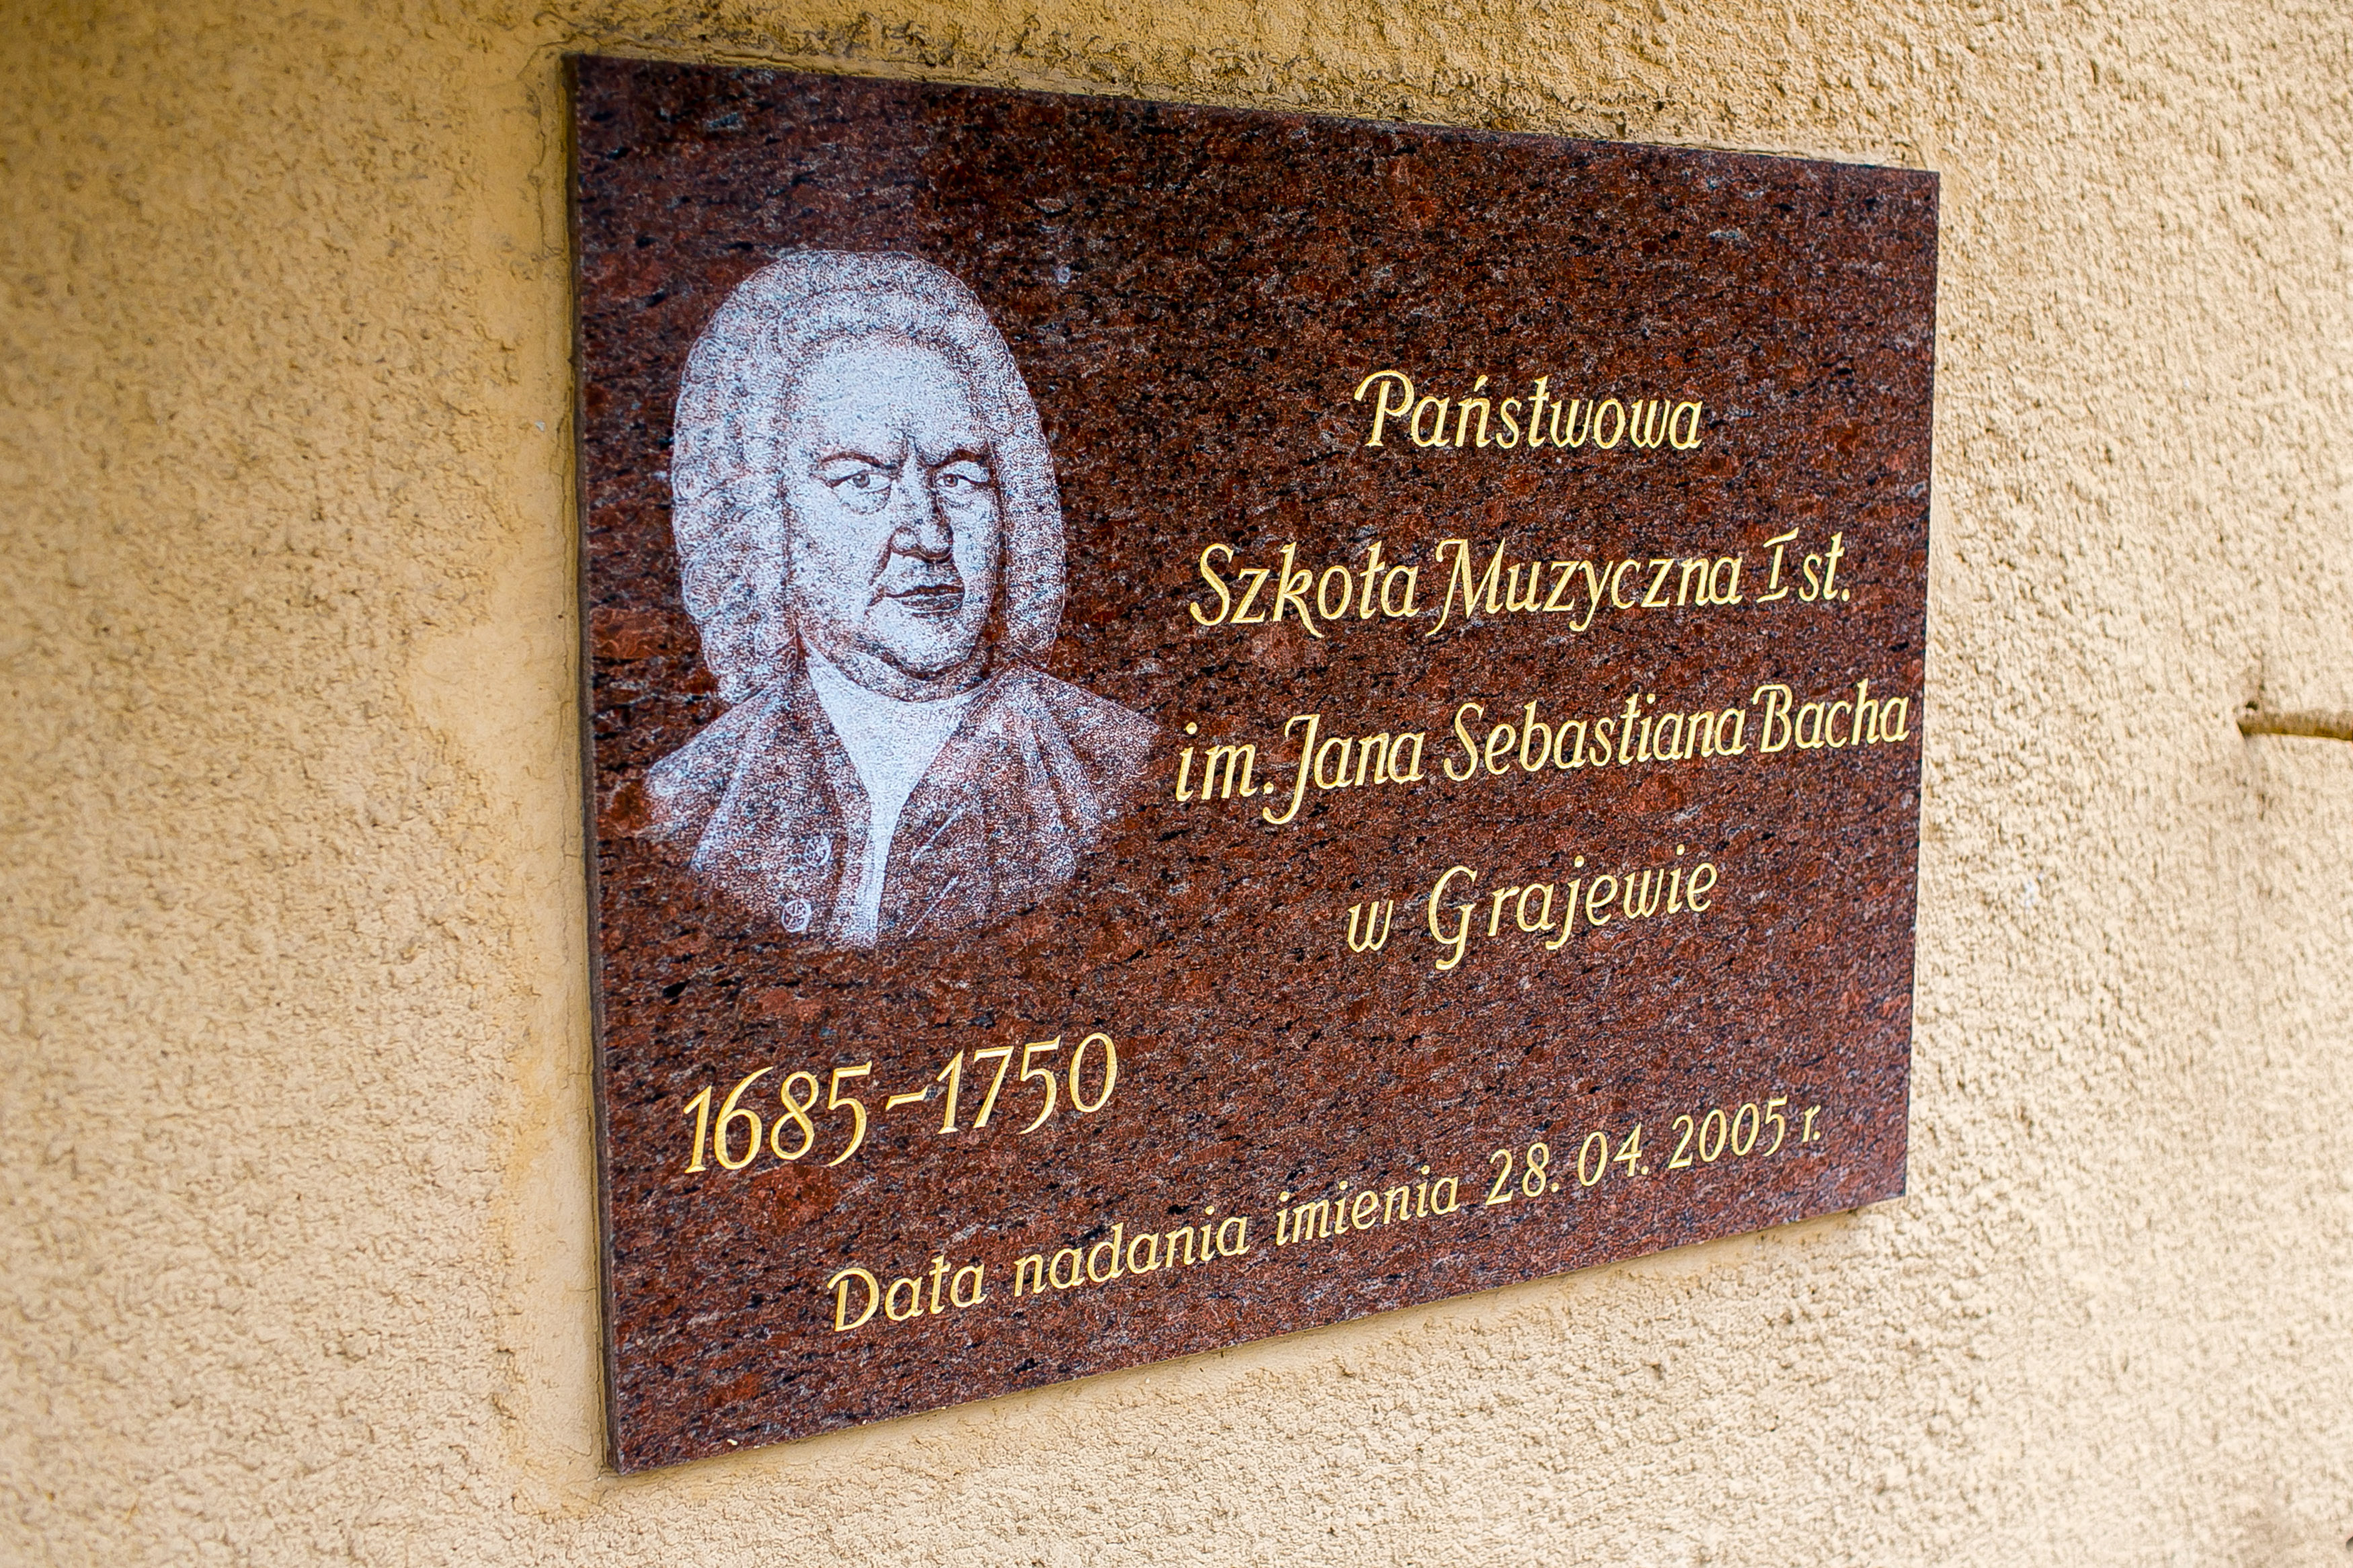 Państwowa
Szkoła Muzyczna I st.
im. Jana Sebastiana Bacha
w Grajewie
1685-1750
Data nadania imienia 28. 04. 2005 r.